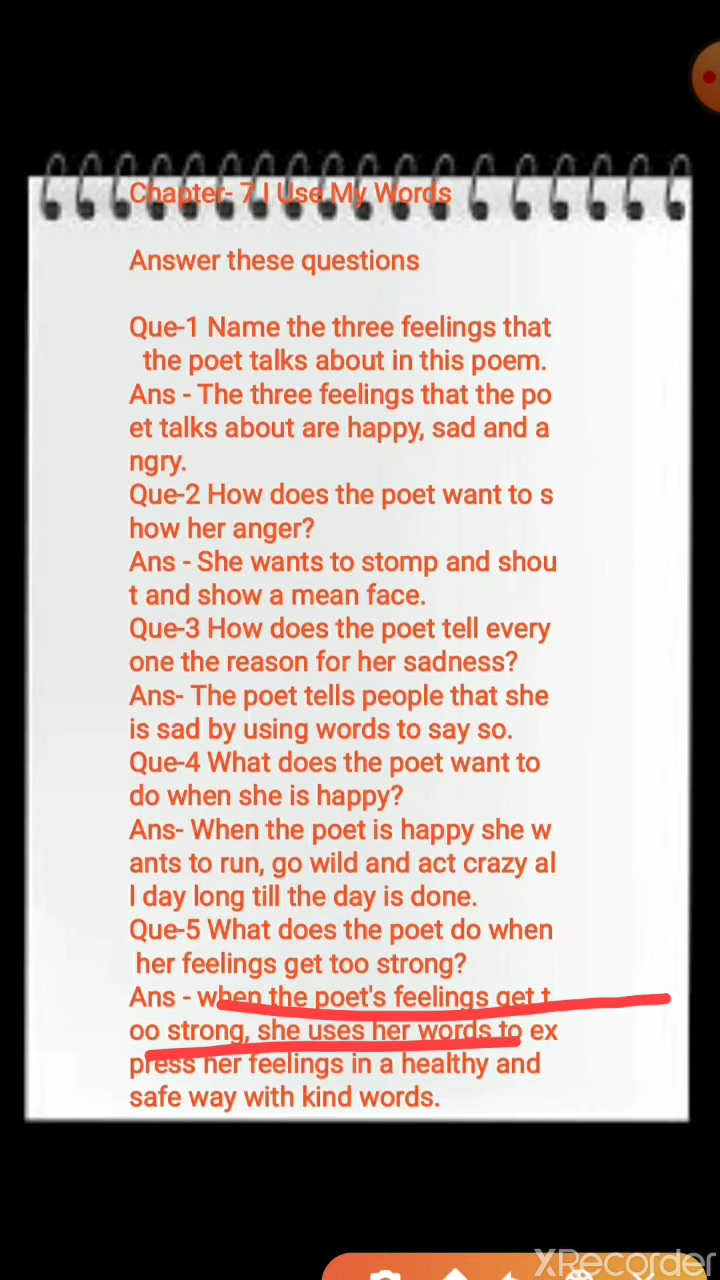 Chapter- 7 I Use My Words
Answer these questions
Que-1 Name the three feelings that
the poet talks about in this poem.
Ans - The three feelings that the po
et talks about are happy, sad and a
ngry.
Que-2 How does the poet want to s
how her anger?
Ans - She wants to stomp and shou
t and show a mean face.
Que-3 How does the poet tell every
one the reason for her sadness?
Ans- The poet tells people that she
is sad by using words to say so.
Que-4 What does the poet want to
do when she is happy?
Ans- When the poet is happy she w
ants to run, go wild and act crazy al
l day long till the day is done.
Que-5 What does the poet do when
her feelings get too strong?
Ans - when the poet's feelings get t
oo strong, she uses her words to ex
press her feelings in a healthy and
safe way with kind words.
XRecorder